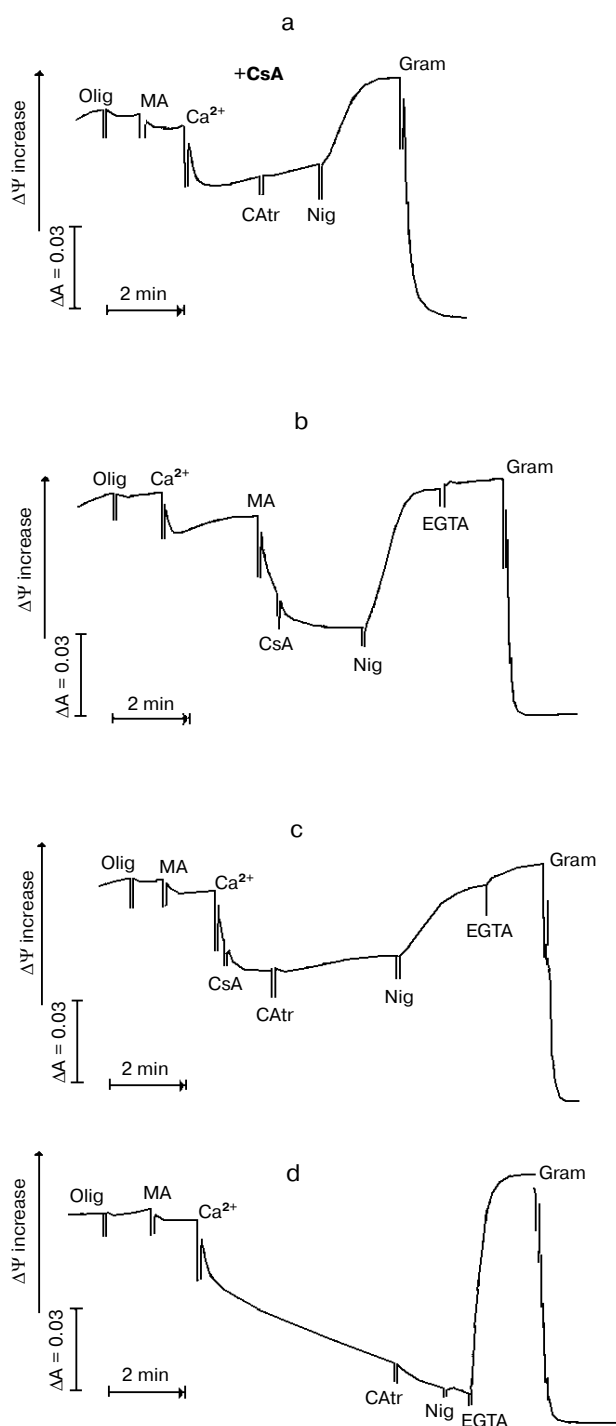 a
+CsA
Gram
Olig
MA
Ca²⁺
CAtr
Nig
ΔΨ increase
ΔA = 0.03
2 min
b
Olig
Ca²⁺
MA
Gram
EGTA
CsA
Nig
ΔΨ increase
ΔA = 0.03
2 min
c
Olig
MA
Ca²⁺
Gram
EGTA
CsA
CAtr
Nig
ΔΨ increase
ΔA = 0.03
2 min
d
Olig
MA
Ca²⁺
Gram
CAtr
Nig
EGTA
ΔΨ increase
ΔA = 0.03
2 min